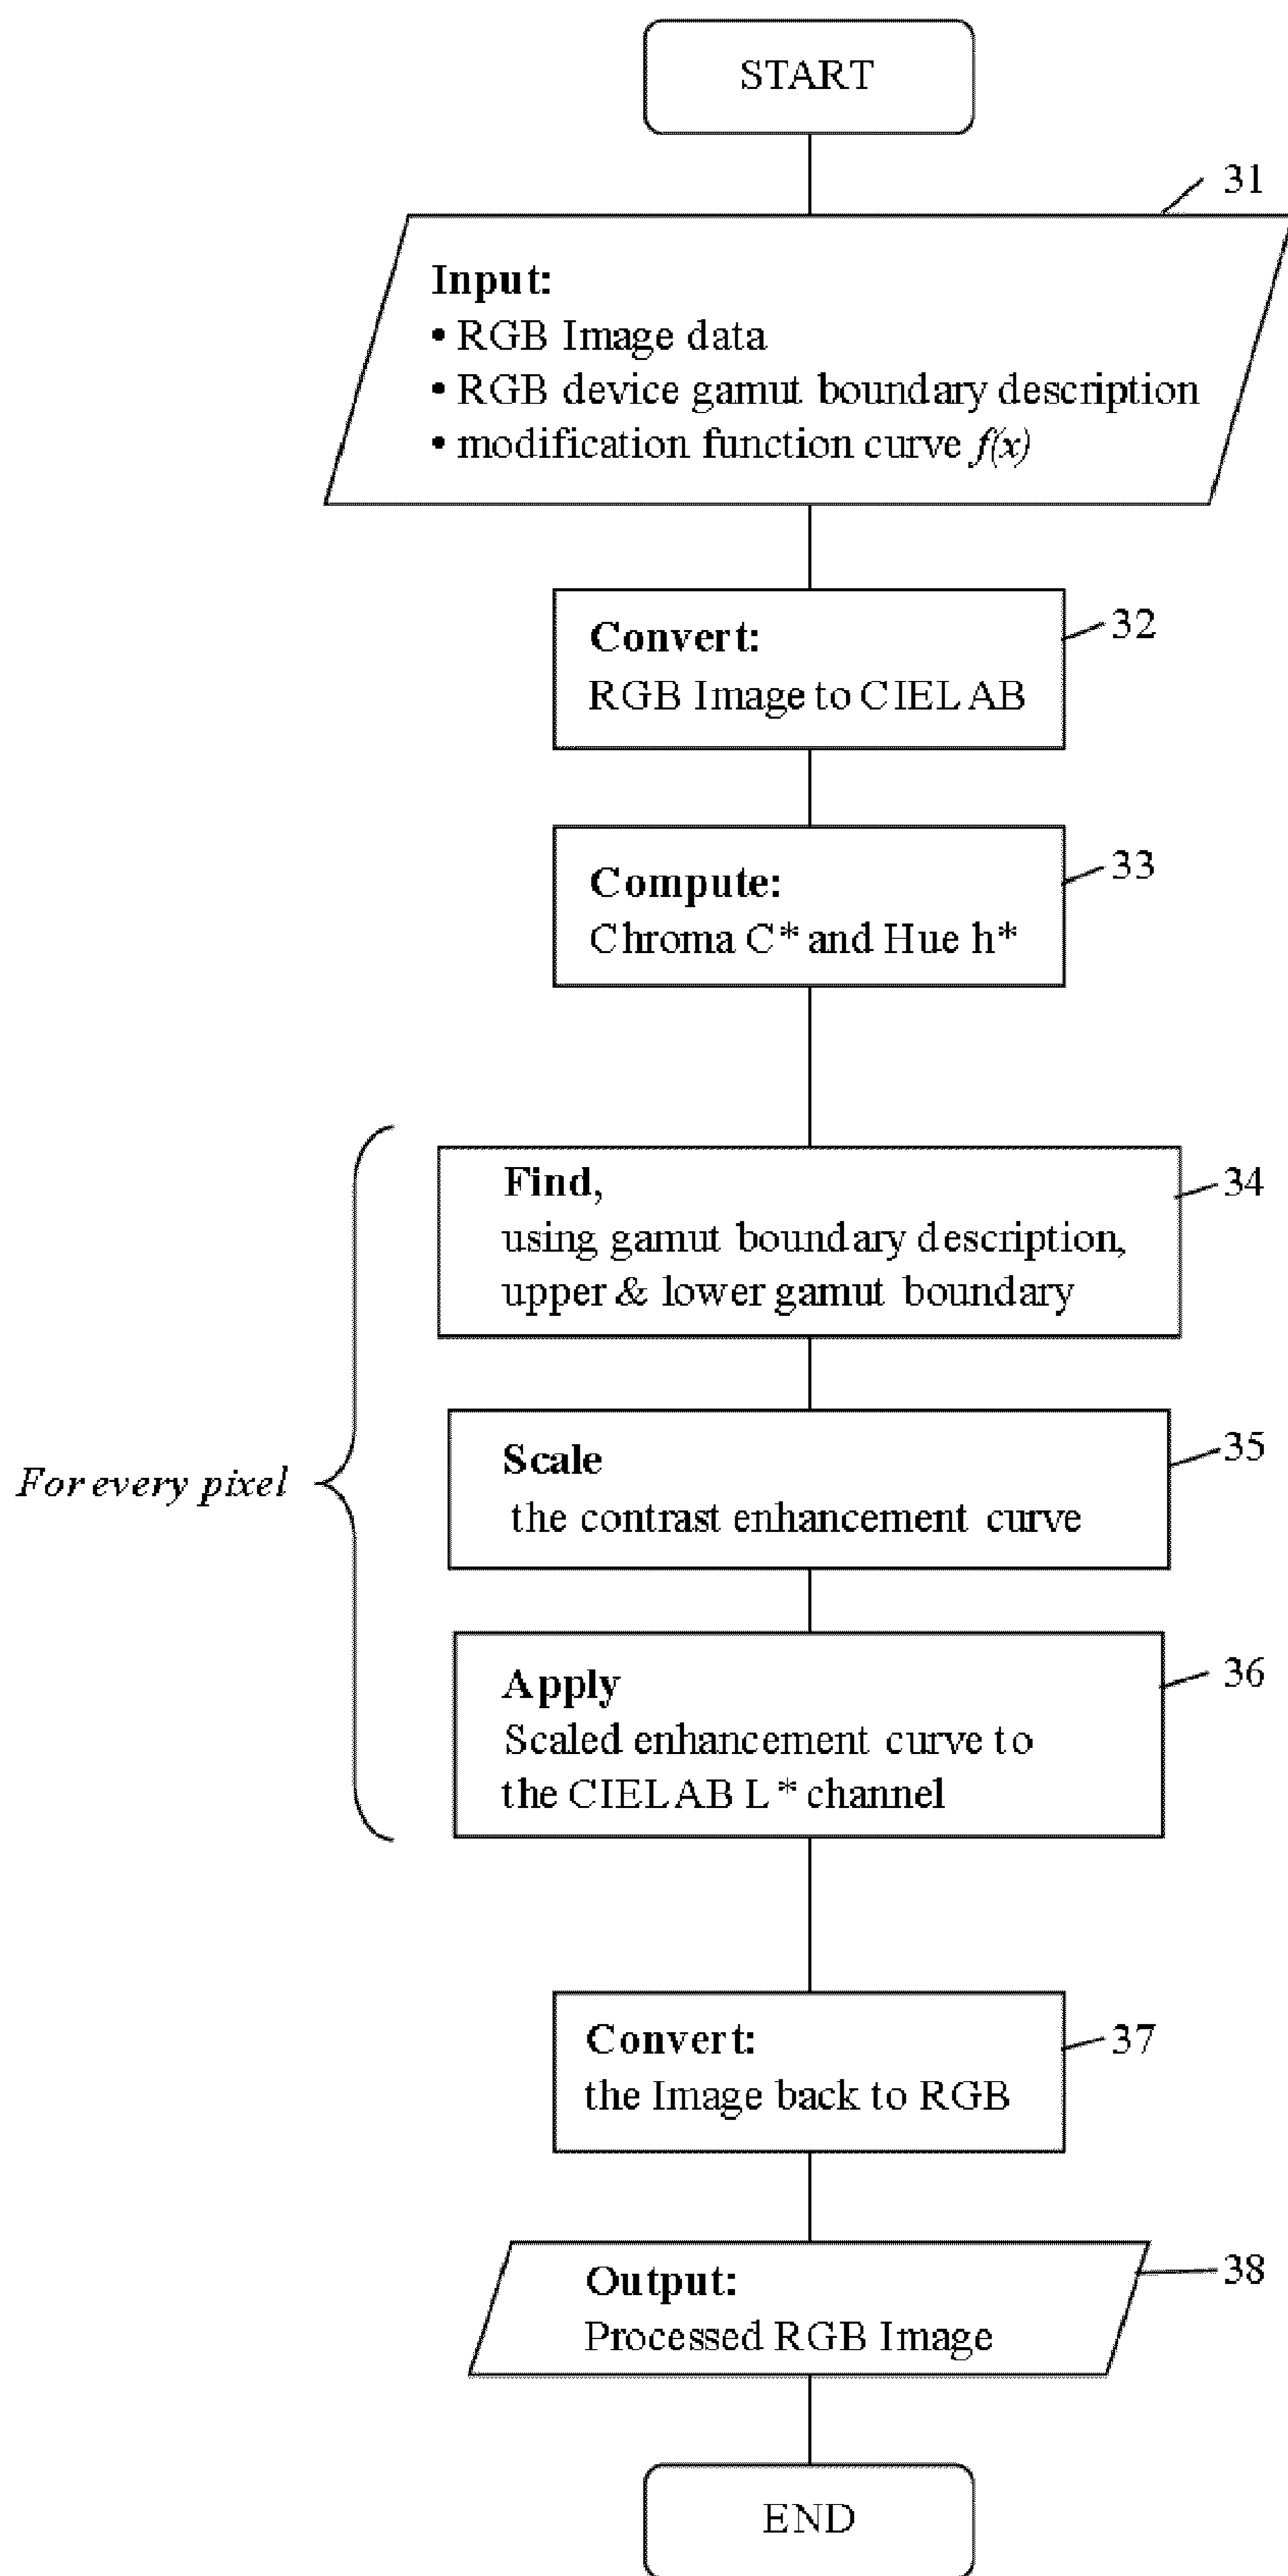 START
31
Input:
• RGB Image data
• RGB device gamut boundary description
• modification function curve f(x)
32
Convert:
RGB Image to CIELAB
33
Compute:
Chroma C* and Hue h*
34
Find,
using gamut boundary description,
upper & lower gamut boundary
35
Scale
the contrast enhancement curve
For every pixel
36
Apply
Scaled enhancement curve to
the CIELAB L* channel
37
Convert:
the Image back to RGB
38
Output:
Processed RGB Image
END